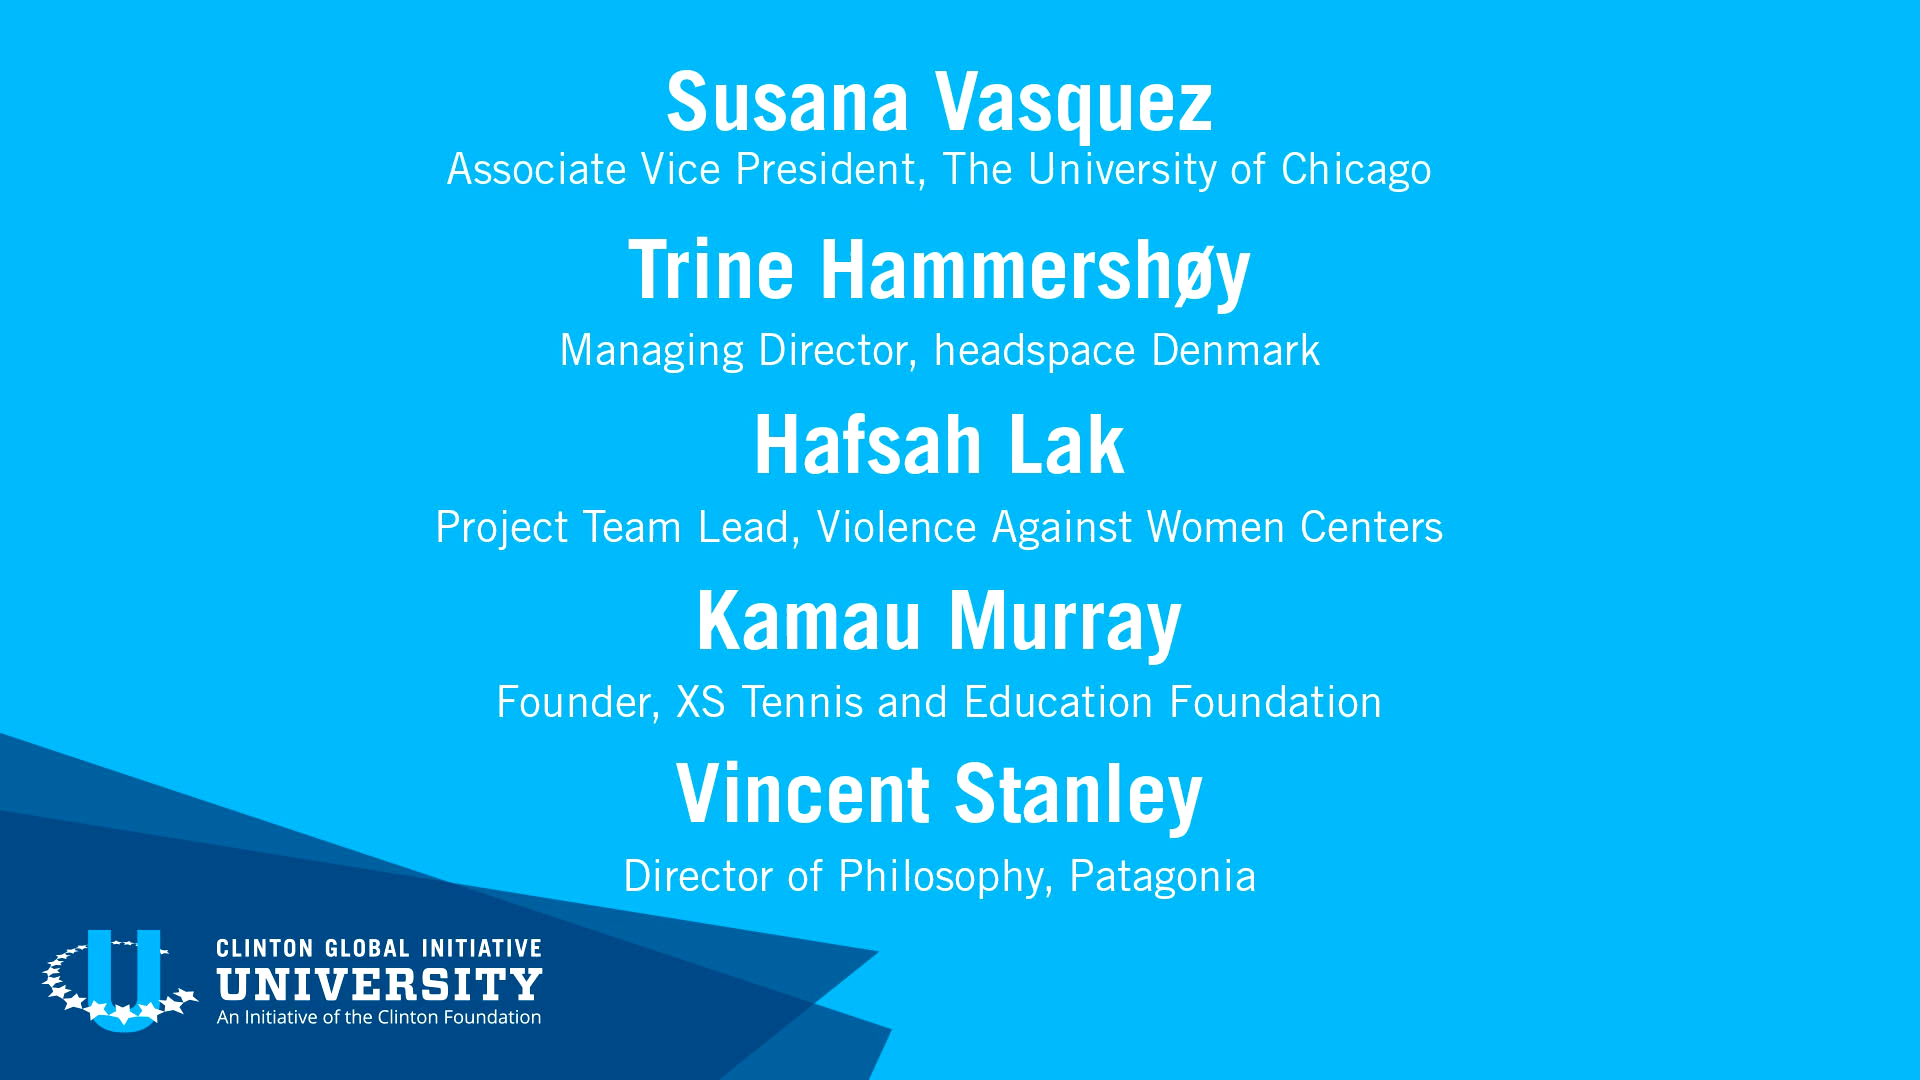 Susana Vasquez
Associate Vice President, The University of Chicago
Trine Hammershøy
Managing Director, headspace Denmark
Hafsah Lak
Project Team Lead, Violence Against Women Centers
Kamau Murray
Founder, XS Tennis and Education Foundation
Vincent Stanley
Director of Philosophy, Patagonia
CLINTON GLOBAL INITIATIVE
UNIVERSITY
An Initiative of the Clinton Foundation